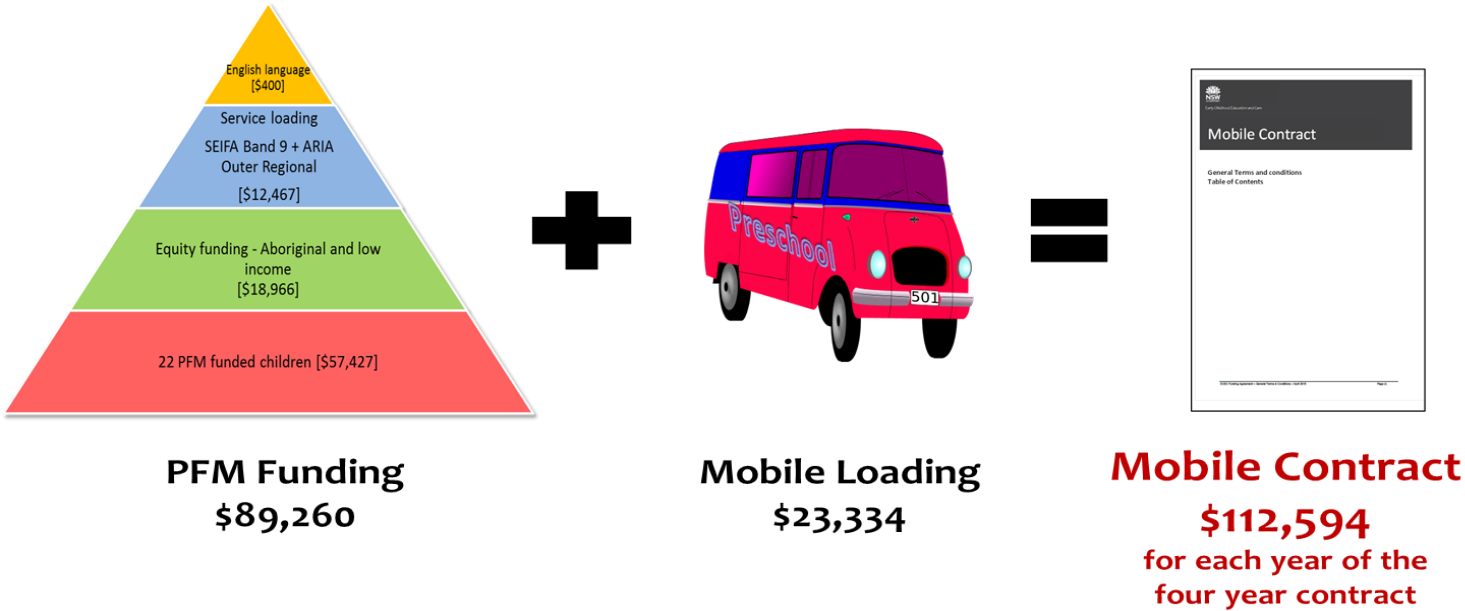 English language
[$400]
Service loading
SEIFA Band 9 + ARIA
Outer Regional
[$12,467]
Equity funding - Aboriginal and low
income
[$18,966]
22 PFM funded children [$57,427]
PFM Funding
$89,260
Preschool
501
Mobile Loading
$23,334
NSW
Mobile Contract
General Terms and conditions
Table of Contents
Mobile Contract
$112,594
for each year of the
four year contract